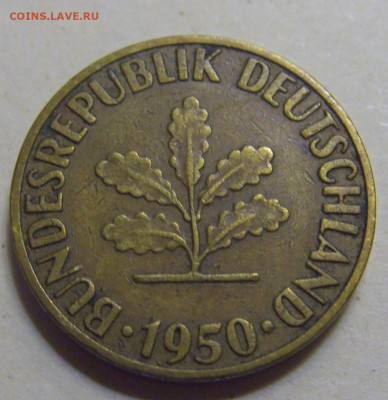 COINS.LAVE.RU
BUNDESREPUBLIK DEUTSCHLAND
· 1950 ·